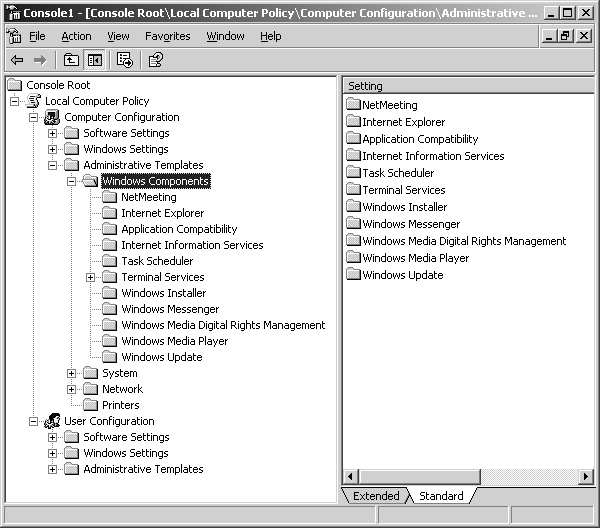 Console1 - [Console Root\Local Computer Policy\Computer Configuration\Administrative ...
File Action View Favorites Window Help
Console Root
Local Computer Policy
Computer Configuration
Software Settings
Windows Settings
Administrative Templates
Windows Components
NetMeeting
Internet Explorer
Application Compatibility
Internet Information Services
Task Scheduler
Terminal Services
Windows Installer
Windows Messenger
Windows Media Digital Rights Management
Windows Media Player
Windows Update
System
Network
Printers
User Configuration
Software Settings
Windows Settings
Administrative Templates
Setting
NetMeeting
Internet Explorer
Application Compatibility
Internet Information Services
Task Scheduler
Terminal Services
Windows Installer
Windows Messenger
Windows Media Digital Rights Management
Windows Media Player
Windows Update
Extended Standard